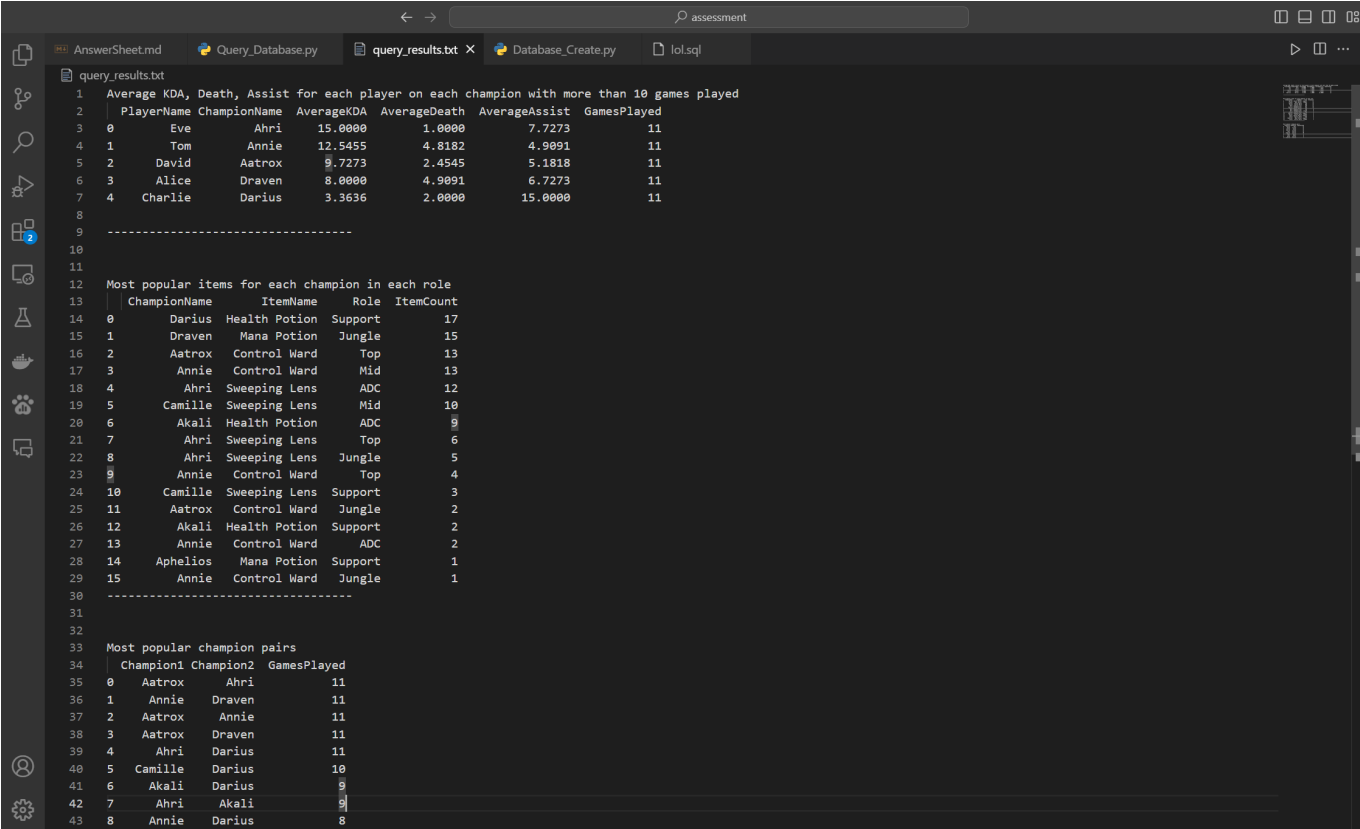 assessment
AnswerSheet.md Query_Database.py query_results.txt Database_Create.py lol.sql
query_results.txt
1 Average KDA, Death, Assist for each player on each champion with more than 10 games played
2 PlayerName ChampionName AverageKDA AverageDeath AverageAssist GamesPlayed
3 0 Eve Ahri 15.0000 1.0000 7.7273 11
4 1 Tom Annie 12.5455 4.8182 4.9091 11
5 2 David Aatrox 9.7273 2.4545 5.1818 11
6 3 Alice Draven 8.0000 4.9091 6.7273 11
7 4 Charlie Darius 3.3636 2.0000 15.0000 11
8
9 -----------------------------------
10
11
12 Most popular items for each champion in each role
13 ChampionName ItemName Role ItemCount
14 0 Darius Health Potion Support 17
15 1 Draven Mana Potion Jungle 15
16 2 Aatrox Control Ward Top 13
17 3 Annie Control Ward Mid 13
18 4 Ahri Sweeping Lens ADC 12
19 5 Camille Sweeping Lens Mid 10
20 6 Akali Health Potion ADC 9
21 7 Ahri Sweeping Lens Top 6
22 8 Ahri Sweeping Lens Jungle 5
23 9 Annie Control Ward Top 4
24 10 Camille Sweeping Lens Support 3
25 11 Aatrox Control Ward Jungle 2
26 12 Akali Health Potion Support 2
27 13 Annie Control Ward ADC 2
28 14 Aphelios Mana Potion Support 1
29 15 Annie Control Ward Jungle 1
30 -----------------------------------
31
32
33 Most popular champion pairs
34 Champion1 Champion2 GamesPlayed
35 0 Aatrox Ahri 11
36 1 Annie Draven 11
37 2 Aatrox Annie 11
38 3 Aatrox Draven 11
39 4 Ahri Darius 11
40 5 Camille Darius 10
41 6 Akali Darius 9
42 7 Ahri Akali 9
43 8 Annie Darius 8
2